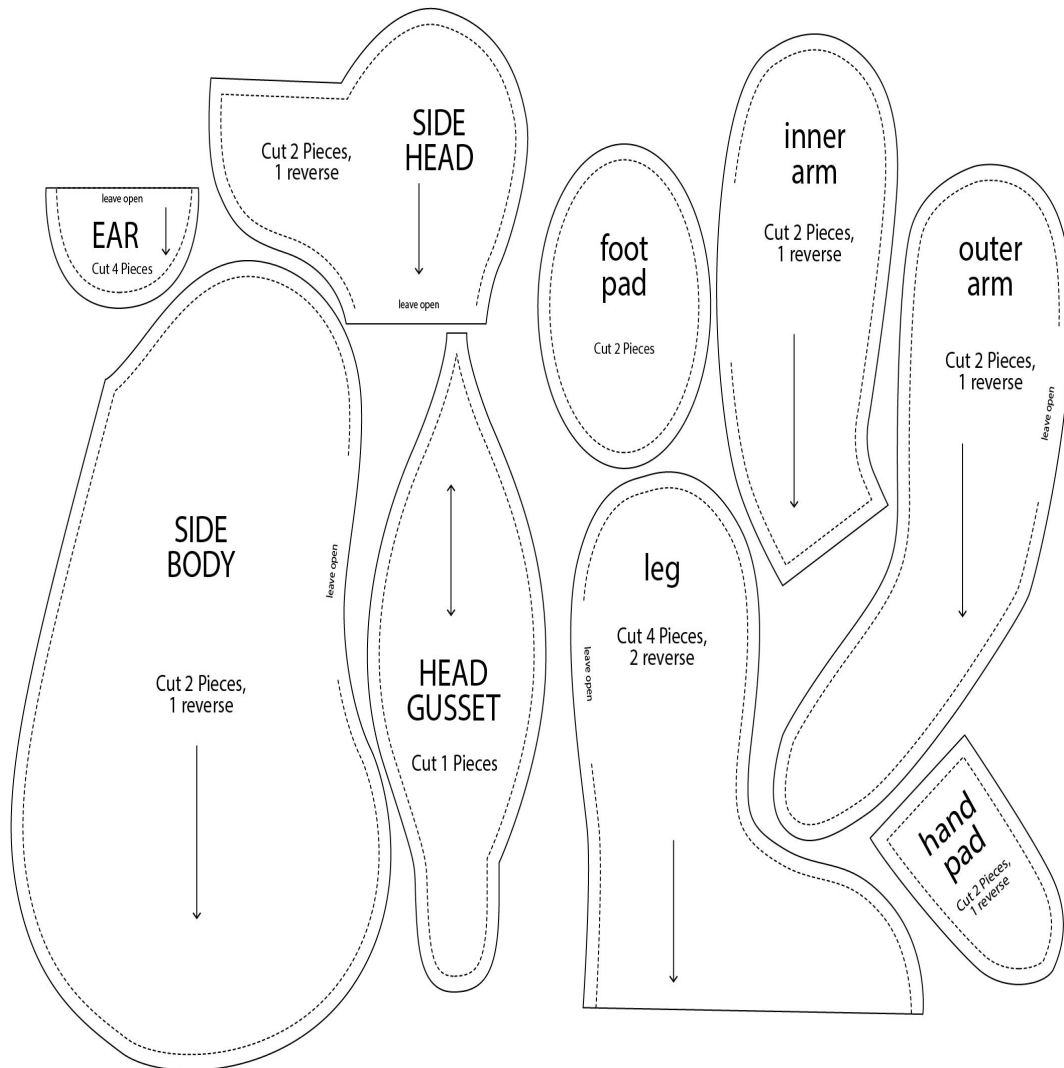 SIDE
HEAD
Cut 2 Pieces,
1 reverse
leave open
leave open
EAR
Cut 4 Pieces
inner
arm
Cut 2 Pieces,
1 reverse
foot
pad
Cut 2 Pieces
outer
arm
Cut 2 Pieces,
1 reverse
leave open
SIDE
BODY
leave open
Cut 2 Pieces,
1 reverse
HEAD
GUSSET
Cut 1 Pieces
leg
Cut 4 Pieces,
2 reverse
leave open
hand
pad
Cut 2 Pieces,
1 reverse